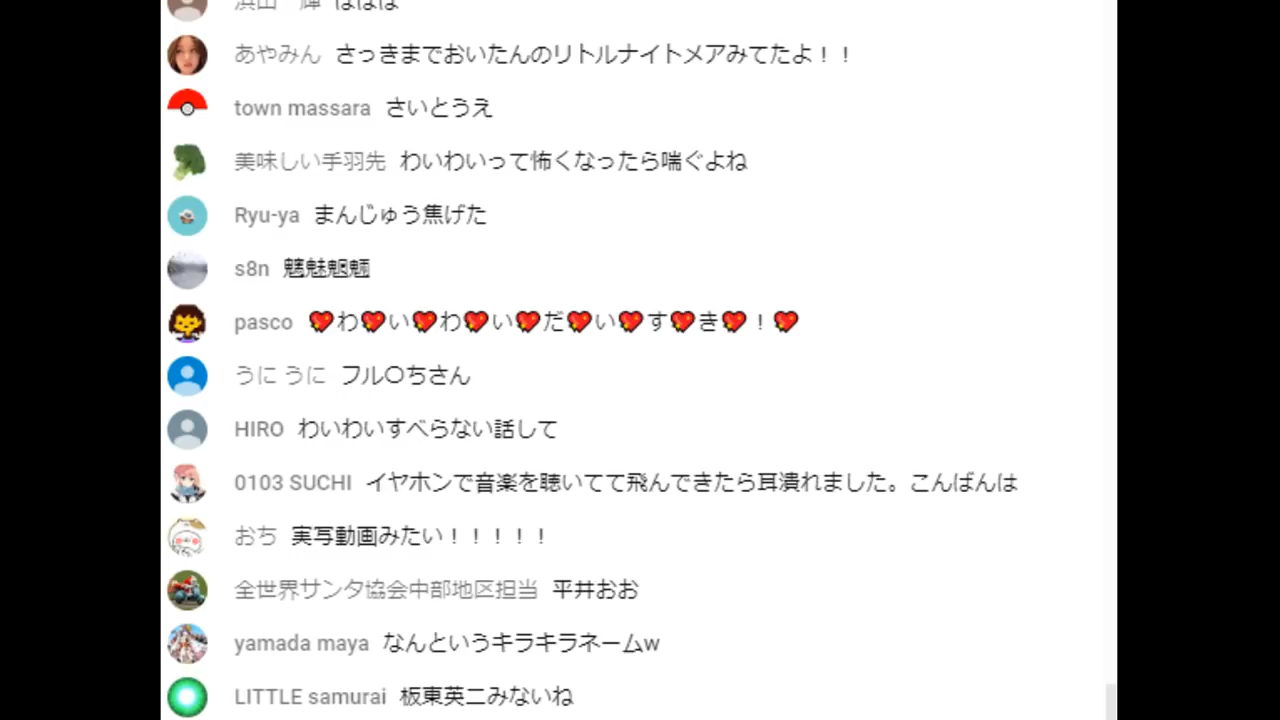 あやみん さっきまでおいたんのリトルナイトメアみてたよ！！
town massara さいとうえ
美味しい手羽先 わいわいって怖くなったら喘ぐよね
Ryu-ya まんじゅう焦げた
s8n 魑魅魍魎
pasco ❤わ❤い❤わ❤い❤だ❤い❤す❤き❤！❤
うに うに フル〇ちさん
HIRO わいわいすべらない話して
0103 SUCHI イヤホンで音楽を聴いてて飛んできたら耳潰れました。こんばんは
おち 実写動画みたい！！！！！
全世界サンタ協会中部地区担当 平井おお
yamada maya なんというキラキラネームw
LITTLE samurai 板東英二みないね